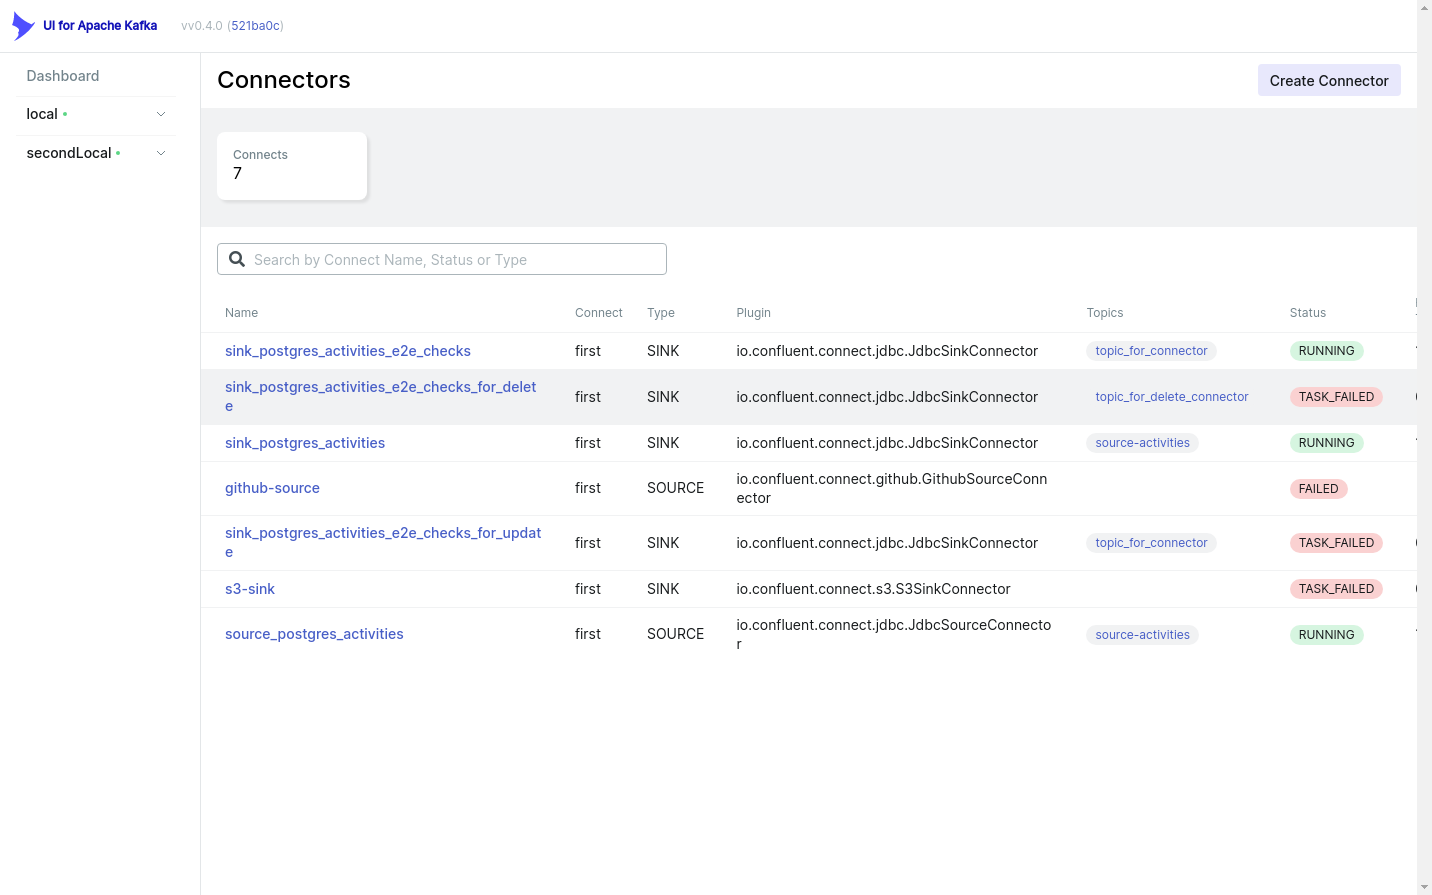 UI for Apache Kafka vv0.4.0 (521ba0c)
Dashboard
local
secondLocal
Connectors
Create Connector
Connects
7
Search by Connect Name, Status or Type
Name Connect Type Plugin Topics Status
sink_postgres_activities_e2e_checks first SINK io.confluent.connect.jdbc.JdbcSinkConnector topic_for_connector RUNNING
sink_postgres_activities_e2e_checks_for_delet
e first SINK io.confluent.connect.jdbc.JdbcSinkConnector topic_for_delete_connector TASK_FAILED
sink_postgres_activities first SINK io.confluent.connect.jdbc.JdbcSinkConnector source-activities RUNNING
github-source first SOURCE io.confluent.connect.github.GithubSourceConn
ector FAILED
sink_postgres_activities_e2e_checks_for_updat
e first SINK io.confluent.connect.jdbc.JdbcSinkConnector topic_for_connector TASK_FAILED
s3-sink first SINK io.confluent.connect.s3.S3SinkConnector TASK_FAILED
source_postgres_activities first SOURCE io.confluent.connect.jdbc.JdbcSourceConnecto
r source-activities RUNNING